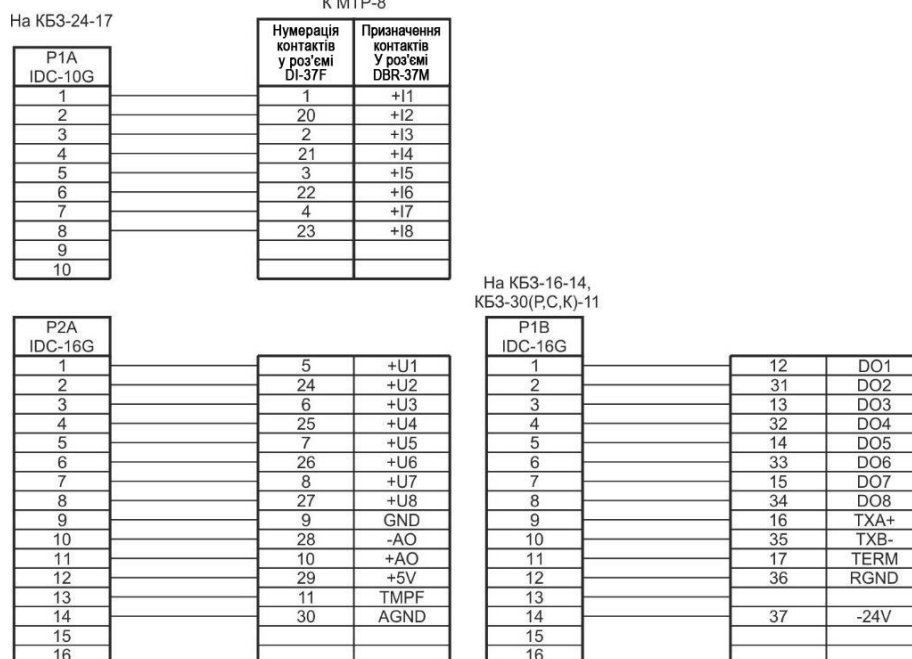 К МТР-8
На КБЗ-24-17
P1A
IDC-10G
Нумерація
контактів
у роз'ємі
DI-37F
Призначення
контактів
У роз'ємі
DBR-37M
1 1 +I1
2 20 +I2
3 2 +I3
4 21 +I4
5 3 +I5
6 22 +I6
7 4 +I7
8 23 +I8
9
10
P2A
IDC-16G
1 5 +U1
2 24 +U2
3 6 +U3
4 25 +U4
5 7 +U5
6 26 +U6
7 8 +U7
8 27 +U8
9 9 GND
10 28 -AO
11 10 +AO
12 29 +5V
13 11 TMPF
14 30 AGND
15
16
На КБЗ-16-14,
КБЗ-30(Р,С,К)-11
P1B
IDC-16G
1 12 DO1
2 31 DO2
3 13 DO3
4 32 DO4
5 14 DO5
6 33 DO6
7 15 DO7
8 34 DO8
9 16 TXA+
10 35 TXB-
11 17 TERM
12 36 RGND
13
14 37 -24V
15
16